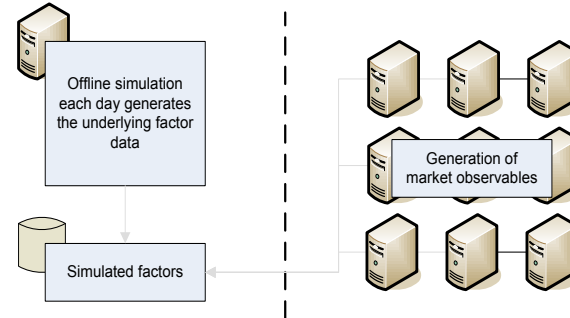 Offline simulation
each day generates
the underlying factor
data
Generation of
market observables
Simulated factors